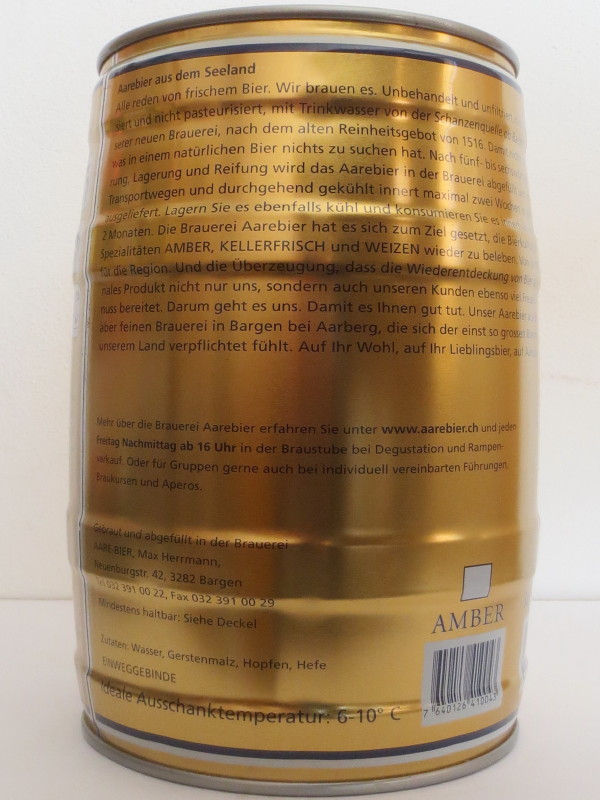 Aarebier aus dem Seeland
Alle reden von frischem Bier. Wir brauen es. Unbehandelt und unfiltriert,
siert und nicht pasteurisiert, mit Trinkwasser von der Schanzenquelle
serer neuen Brauerei, nach dem alten Reinheitsgebot von 1516. Damit
was in einem natürlichen Bier nichts zu suchen hat. Nach fünf- bis
rung, Lagerung und Reifung wird das Aarebier in der Brauerei abgefüllt
Transportwegen und durchgehend gekühlt innert maximal zwei Wochen
ausgeliefert. Lagern Sie es ebenfalls kühl und konsumieren Sie es
2 Monaten. Die Brauerei Aarebier hat es sich zum Ziel gesetzt, die
Spezialitäten AMBER, KELLERFRISCH und WEIZEN wieder zu beleben.
für die Region. Und die Überzeugung, dass die Wiederentdeckung von
nales Produkt nicht nur uns, sondern auch unseren Kunden ebenso viel
nuss bereitet. Darum geht es uns. Damit es Ihnen gut tut. Unser Aarebier
aber feinen Brauerei in Bargen bei Aarberg, die sich der einst so grossen
unserem Land verpflichtet fühlt. Auf Ihr Wohl, auf Ihr Lieblingsbier, auf
Mehr über die Brauerei Aarebier erfahren Sie unter www.aarebier.ch und jeden
Freitag Nachmittag ab 16 Uhr in der Braustube bei Degustation und Rampen-
verkauf. Oder für Gruppen gerne auch bei individuell vereinbarten Führungen,
Braukursen und Aperos.
Gebraut und abgefüllt in der Brauerei
AARE-BIER, Max Herrmann,
Neuenburgstr. 42, 3282 Bargen
Tel 032 391 00 22, Fax 032 391 00 29
Mindestens haltbar: Siehe Deckel
Zutaten: Wasser, Gerstenmalz, Hopfen, Hefe
EINWEGGEBINDE
Ideale Ausschanktemperatur: 6-10° C
AMBER
7 640126 41004